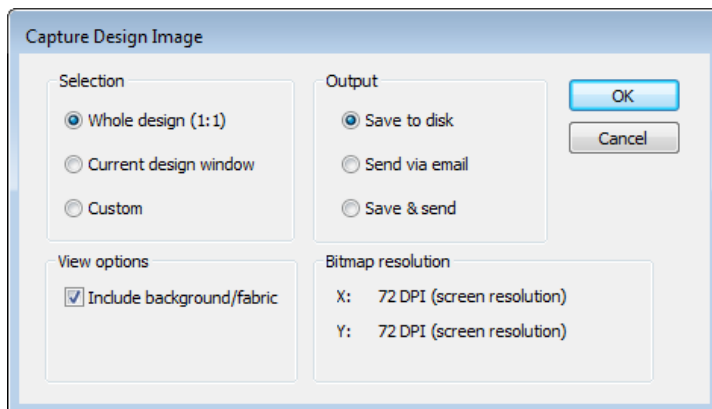 Capture Design Image
Selection
Whole design (1:1)
Current design window
Custom
Output
Save to disk
Send via email
Save & send
OK
Cancel
View options
Include background/fabric
Bitmap resolution
X: 72 DPI (screen resolution)
Y: 72 DPI (screen resolution)